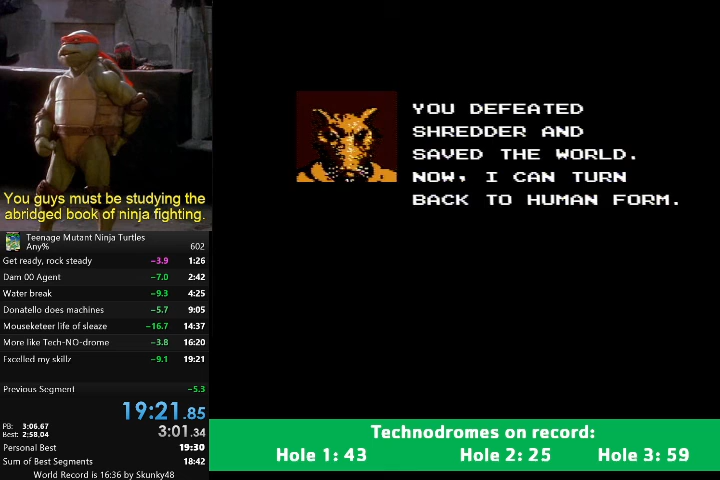 YOU DEFEATED
SHREDDER AND
SAVED THE WORLD.
NOW, I CAN TURN
BACK TO HUMAN FORM.
You guys must be studying the
abridged book of ninja fighting.
Teenage Mutant Ninja Turtles
Any% 602
Get ready, rock steady −3.9 1:26
Dam 00 Agent −7.0 2:42
Water break −9.3 4:25
Donatello does machines −5.7 9:05
Mouseketeer life of sleaze −16.7 14:37
More like Tech-NO-drome −3.8 16:20
Excelled my skillz −9.1 19:21
Previous Segment −5.3
19:21.85
PB: 3:06.67
Best: 2:58.04
3:01.34
Personal Best 19:30
Sum of Best Segments 18:42
World Record is 16:36 by Skunky48
Technodromes on record:
Hole 1: 43 Hole 2: 25 Hole 3: 59